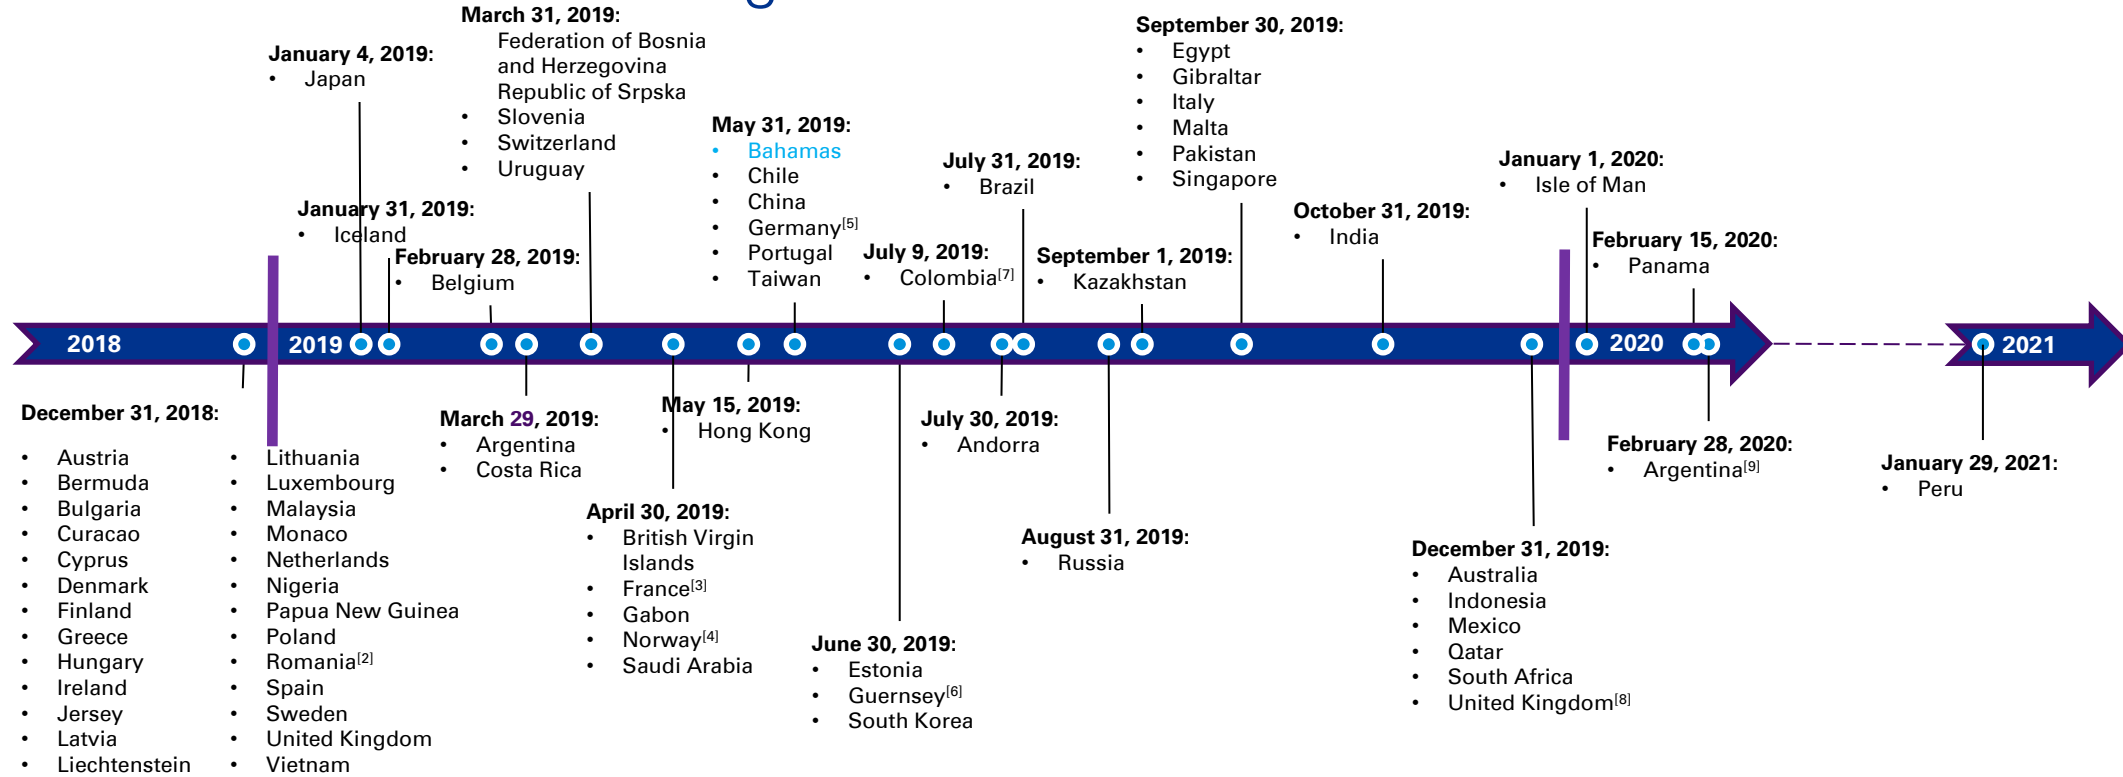 March 31, 2019:
Federation of Bosnia
and Herzegovina
Republic of Srpska
• Slovenia
• Switzerland
• Uruguay
January 4, 2019:
• Japan
September 30, 2019:
• Egypt
• Gibraltar
• Italy
• Malta
• Pakistan
• Singapore
May 31, 2019:
• Bahamas
• Chile
• China
• Germany[5]
• Portugal
• Taiwan
July 31, 2019:
• Brazil
January 1, 2020:
• Isle of Man
January 31, 2019:
• Iceland
October 31, 2019:
• India
February 28, 2019:
• Belgium
July 9, 2019:
• Colombia[7]
September 1, 2019:
• Kazakhstan
February 15, 2020:
• Panama
2018
2019
2020
2021
December 31, 2018:
• Austria
• Bermuda
• Bulgaria
• Curacao
• Cyprus
• Denmark
• Finland
• Greece
• Hungary
• Ireland
• Jersey
• Latvia
• Liechtenstein
• Lithuania
• Luxembourg
• Malaysia
• Monaco
• Netherlands
• Nigeria
• Papua New Guinea
• Poland
• Romania[2]
• Spain
• Sweden
• United Kingdom
• Vietnam
March 29, 2019:
• Argentina
• Costa Rica
May 15, 2019:
• Hong Kong
April 30, 2019:
• British Virgin
Islands
• France[3]
• Gabon
• Norway[4]
• Saudi Arabia
July 30, 2019:
• Andorra
June 30, 2019:
• Estonia
• Guernsey[6]
• South Korea
August 31, 2019:
• Russia
December 31, 2019:
• Australia
• Indonesia
• Mexico
• Qatar
• South Africa
• United Kingdom[8]
February 28, 2020:
• Argentina[9]
January 29, 2021:
• Peru